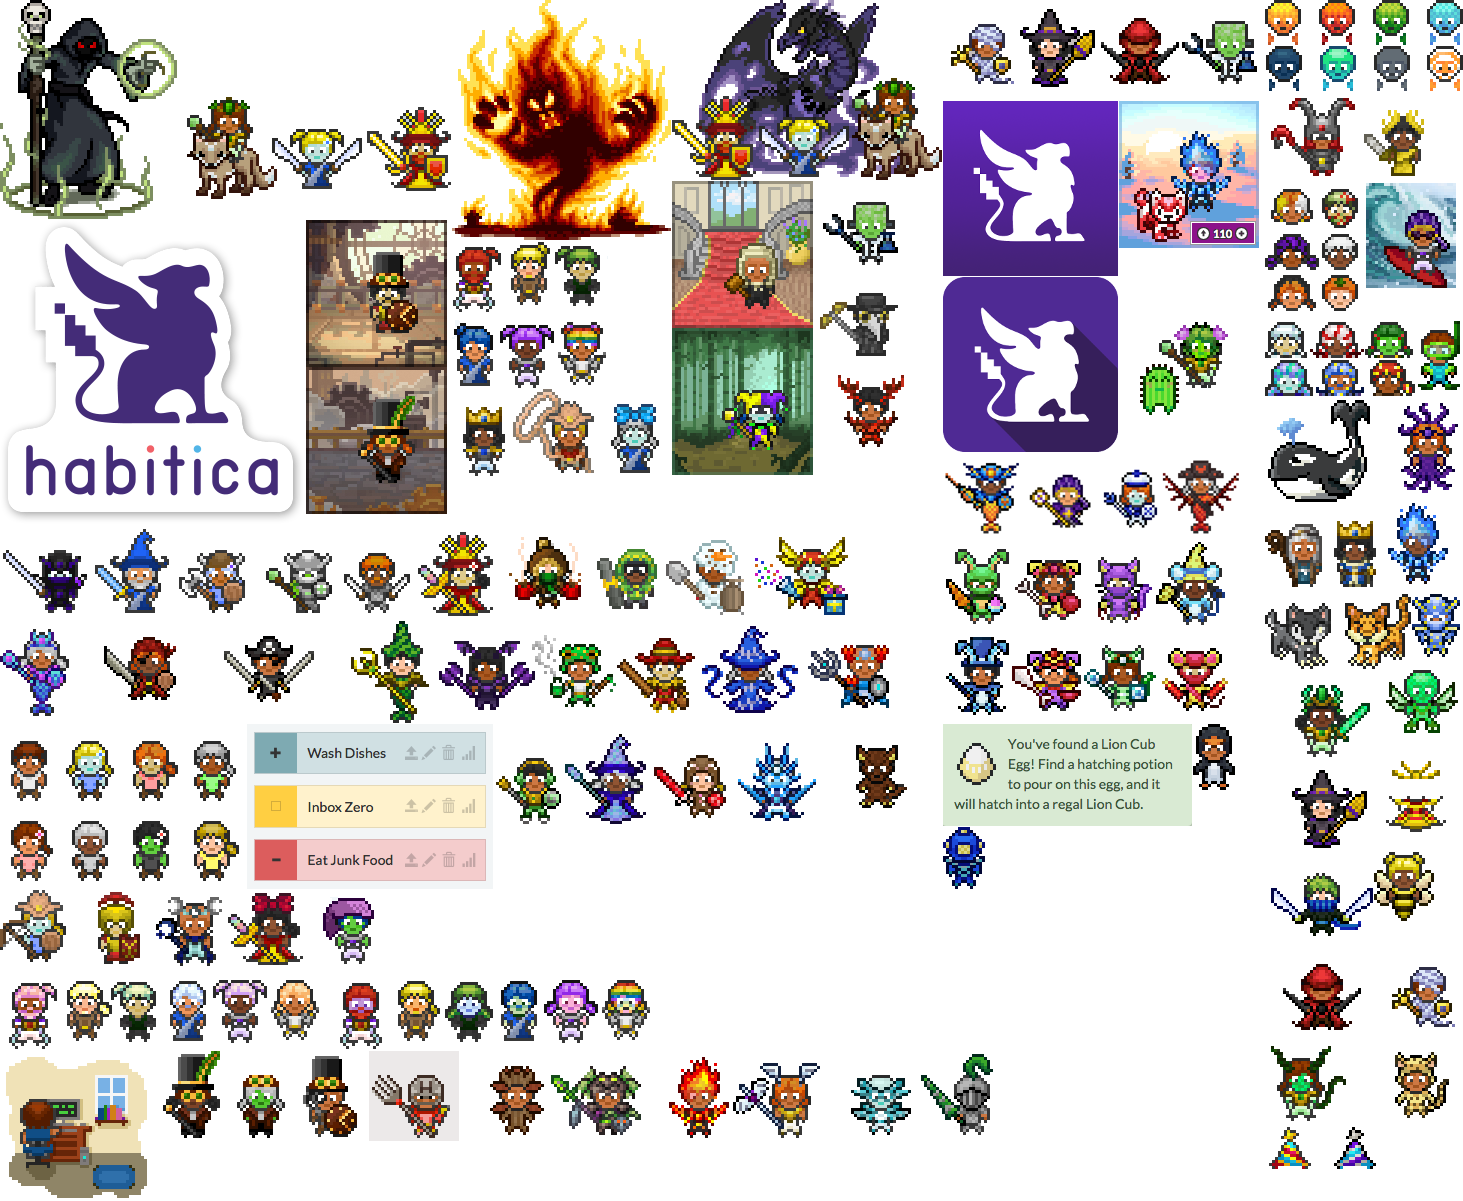 110
habitica
Wash Dishes
Inbox Zero
Eat Junk Food
You've found a Lion Cub
Egg! Find a hatching potion
to pour on this egg, and it
will hatch into a regal Lion Cub.